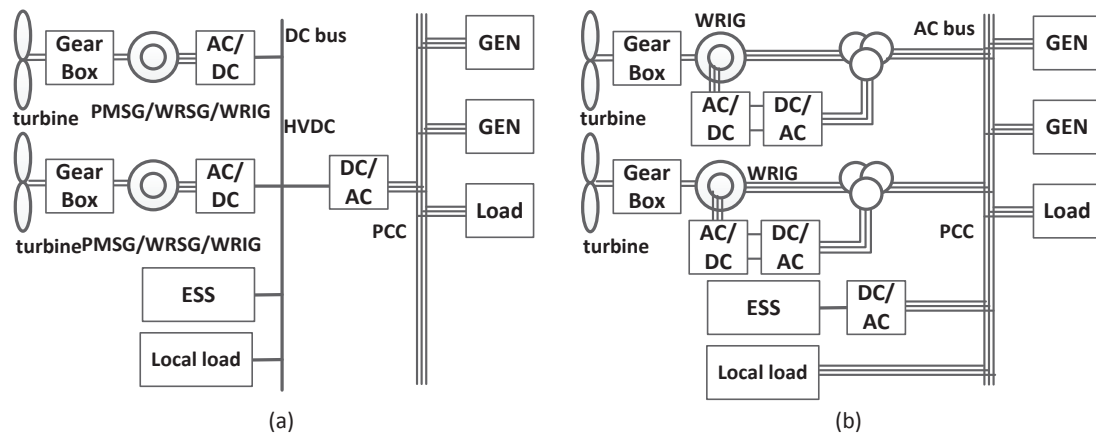 Gear
Box
AC/
DC
DC bus
GEN
turbine
PMSG/WRSG/WRIG
HVDC
GEN
Gear
Box
AC/
DC
DC/
AC
Load
turbine
PMSG/WRSG/WRIG
PCC
ESS
Local load
(a)
WRIG
AC bus
Gear
Box
GEN
AC/
DC
DC/
AC
turbine
GEN
Gear
Box
WRIG
Load
AC/
DC
DC/
AC
turbine
PCC
ESS
DC/
AC
Local load
(b)